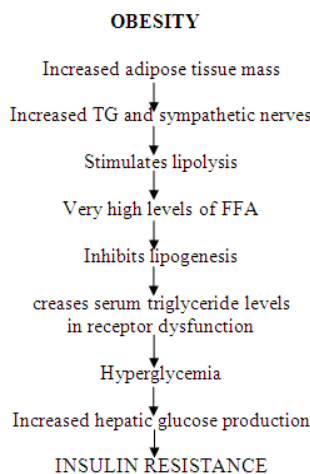 OBESITY
Increased adipose tissue mass
Increased TG and sympathetic nerves
Stimulates lipolysis
Very high levels of FFA
Inhibits lipogenesis
creases serum triglyceride levels
in receptor dysfunction
Hyperglycemia
Increased hepatic glucose production
INSULIN RESISTANCE